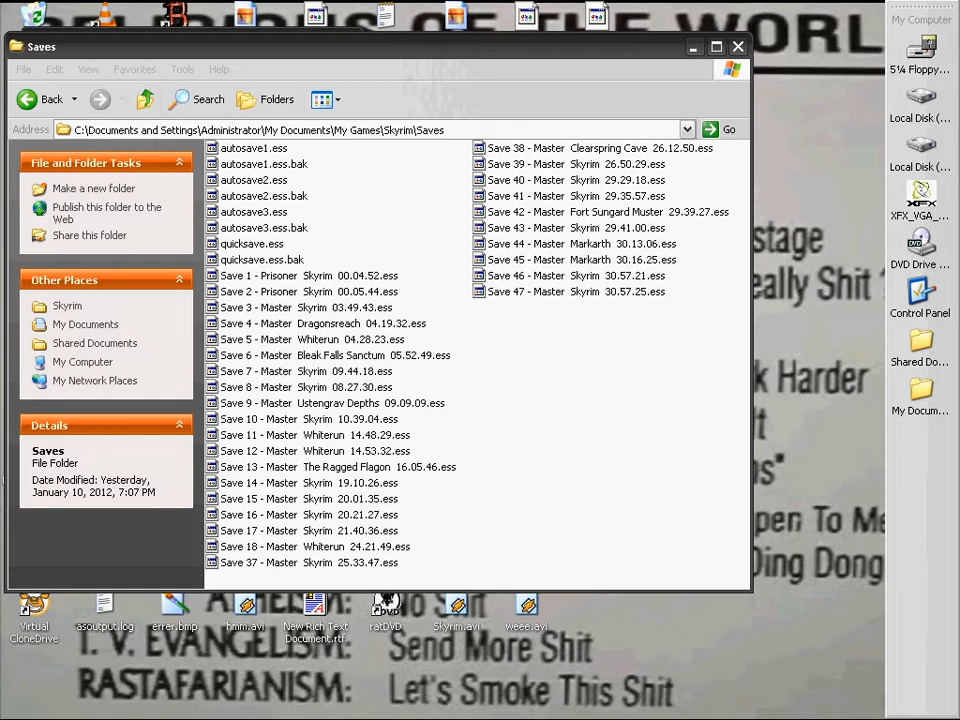 RELIGIONS OF THE WORL
My Computer
Saves
File Edit View Favorites Tools Help
Back Search Folders
Address C:\Documents and Settings\Administrator\My Documents\My Games\Skyrim\Saves Go
File and Folder Tasks
Make a new folder
Publish this folder to the
Web
Share this folder
Other Places
Skyrim
My Documents
Shared Documents
My Computer
My Network Places
Details
Saves
File Folder
Date Modified: Yesterday,
January 10, 2012, 7:07 PM
autosave1.ess
autosave1.ess.bak
autosave2.ess
autosave2.ess.bak
autosave3.ess
autosave3.ess.bak
quicksave.ess
quicksave.ess.bak
Save 1 - Prisoner Skyrim 00.04.52.ess
Save 2 - Prisoner Skyrim 00.05.44.ess
Save 3 - Master Skyrim 03.49.43.ess
Save 4 - Master Dragonsreach 04.19.32.ess
Save 5 - Master Whiterun 04.28.23.ess
Save 6 - Master Bleak Falls Sanctum 05.52.49.ess
Save 7 - Master Skyrim 09.44.18.ess
Save 8 - Master Skyrim 08.27.30.ess
Save 9 - Master Ustengrav Depths 09.09.09.ess
Save 10 - Master Skyrim 10.39.04.ess
Save 11 - Master Whiterun 14.48.29.ess
Save 12 - Master Whiterun 14.53.32.ess
Save 13 - Master The Ragged Flagon 16.05.46.ess
Save 14 - Master Skyrim 19.10.26.ess
Save 15 - Master Skyrim 20.01.35.ess
Save 16 - Master Skyrim 20.21.27.ess
Save 17 - Master Skyrim 21.40.36.ess
Save 18 - Master Whiterun 24.21.49.ess
Save 37 - Master Skyrim 25.33.47.ess
Save 38 - Master Clearspring Cave 26.12.50.ess
Save 39 - Master Skyrim 26.50.29.ess
Save 40 - Master Skyrim 29.29.18.ess
Save 41 - Master Skyrim 29.35.57.ess
Save 42 - Master Fort Sungard Muster 29.39.27.ess
Save 43 - Master Skyrim 29.41.00.ess
Save 44 - Master Markarth 30.13.06.ess
Save 45 - Master Markarth 30.16.25.ess
Save 46 - Master Skyrim 30.57.21.ess
Save 47 - Master Skyrim 30.57.25.ess
5¼ Floppy...
Local Disk (...
Local Disk (...
XFX_VGA_...
DVD Drive ...
Control Panel
Shared Do...
My Docum...
stage
eally Shit ?
k Harder
it
ns"
pen To Me
Ding Dong
Virtual
CloneDrive
asoutput.log
errer.bmp
hmm.avi
New Rich Text
Document.rtf
ratDVD
Skyrim.avi
weee.avi
ATHEISM: No Shit
T. V. EVANGELISM: Send More Shit
RASTAFARIANISM: Let's Smoke This Shit